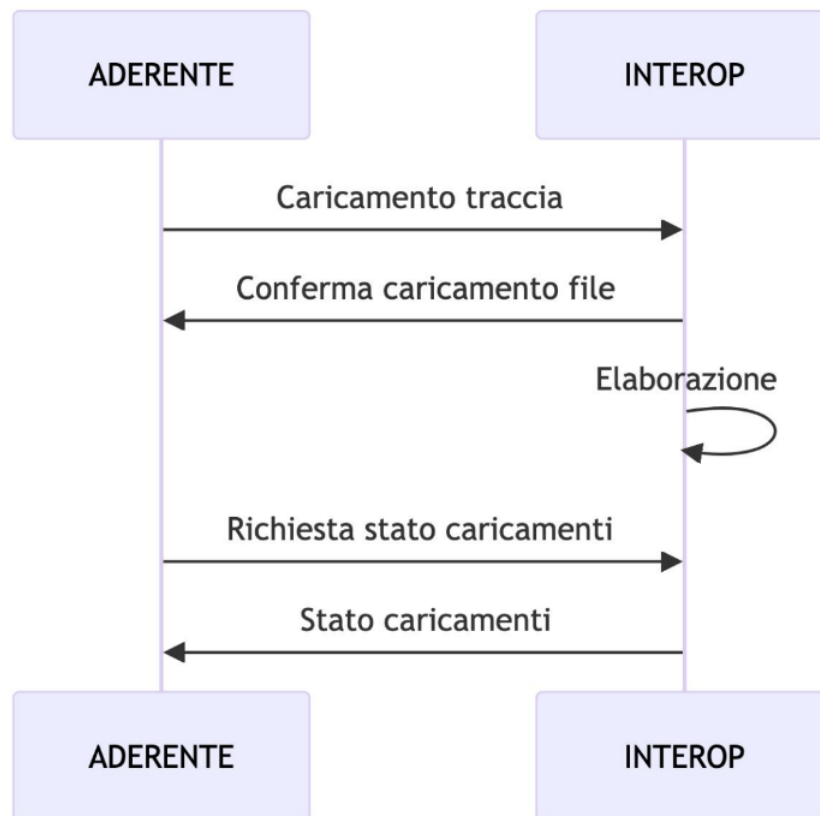 ADERENTE
INTEROP
Caricamento traccia
Conferma caricamento file
Elaborazione
Richiesta stato caricamenti
Stato caricamenti
ADERENTE
INTEROP